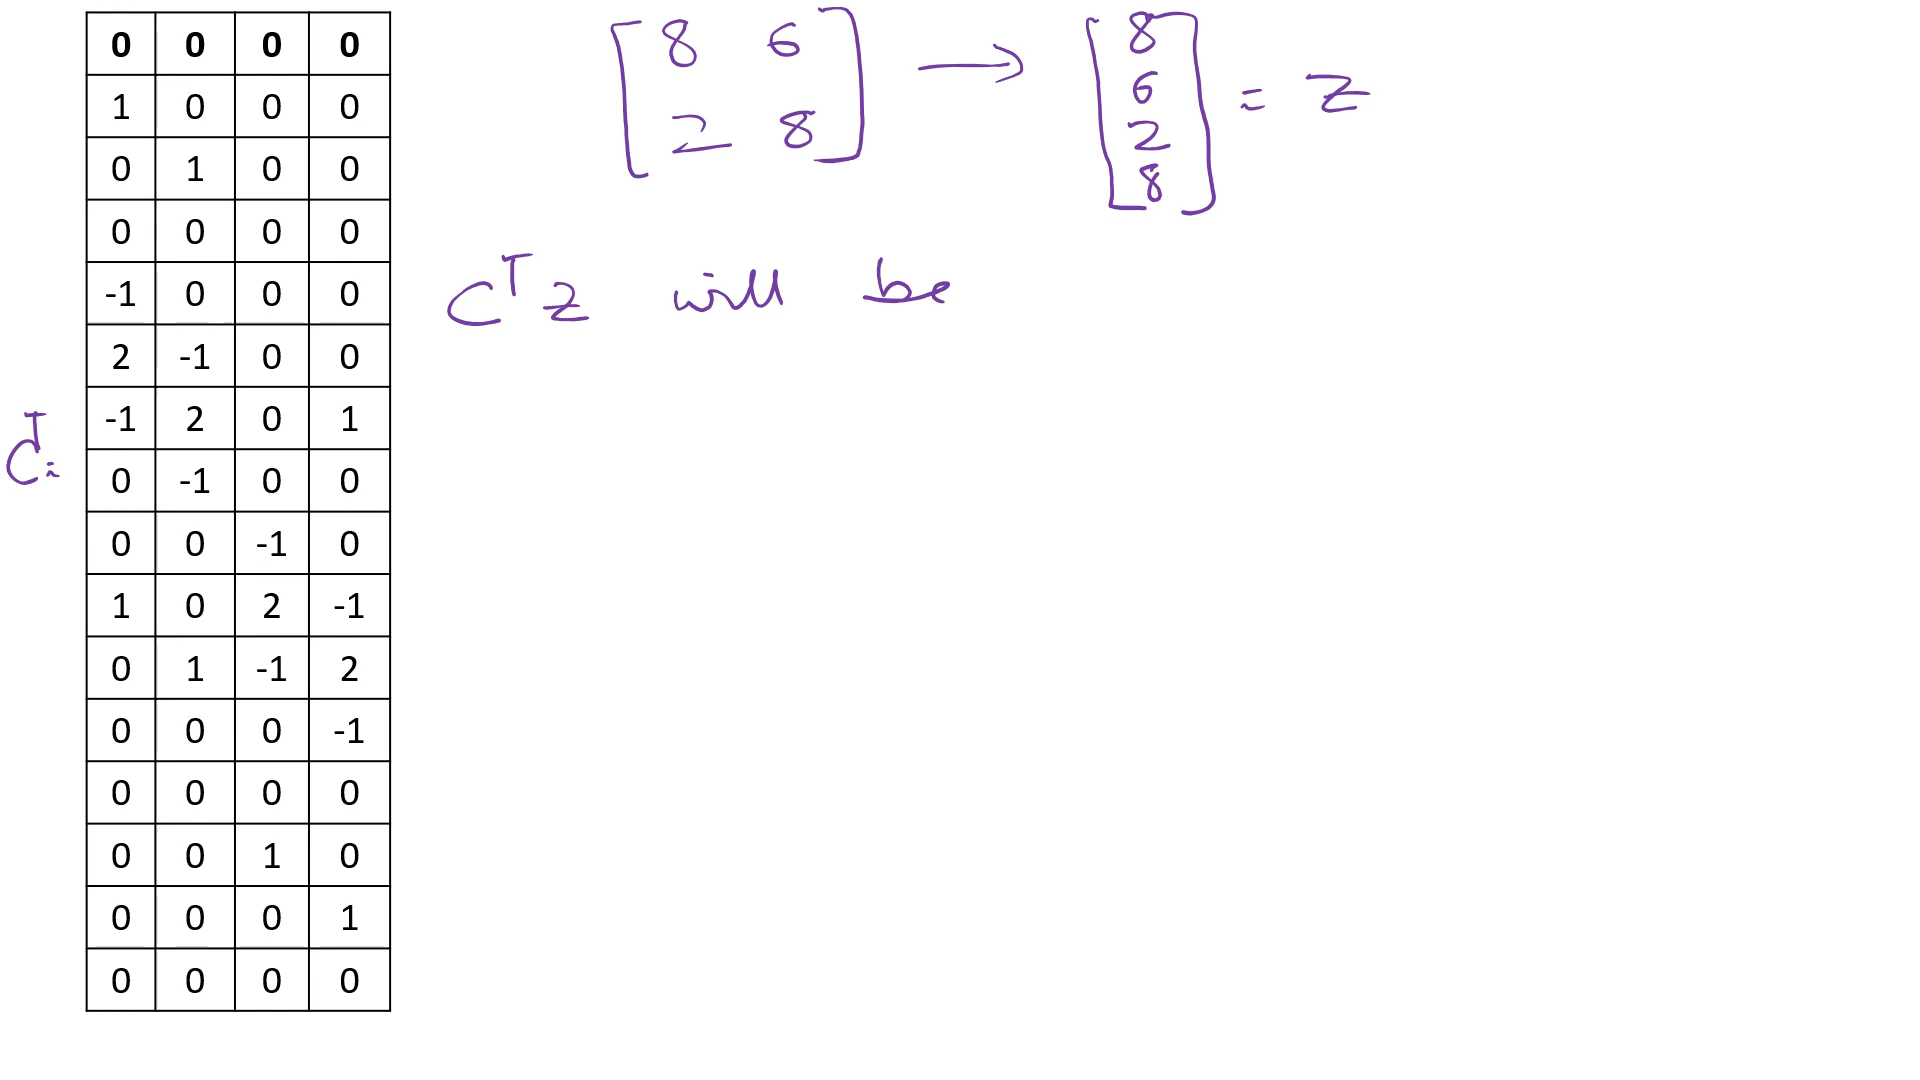 0 0 0 0
1 0 0 0
0 1 0 0
0 0 0 0
-1 0 0 0
2 -1 0 0
-1 2 0 1
0 -1 0 0
0 0 -1 0
1 0 2 -1
0 1 -1 2
0 0 0 -1
0 0 0 0
0 0 1 0
0 0 0 1
0 0 0 0
Cᵀ=
[8 6
2 8] → [8
6
2
8] = Z
Cᵀz will be